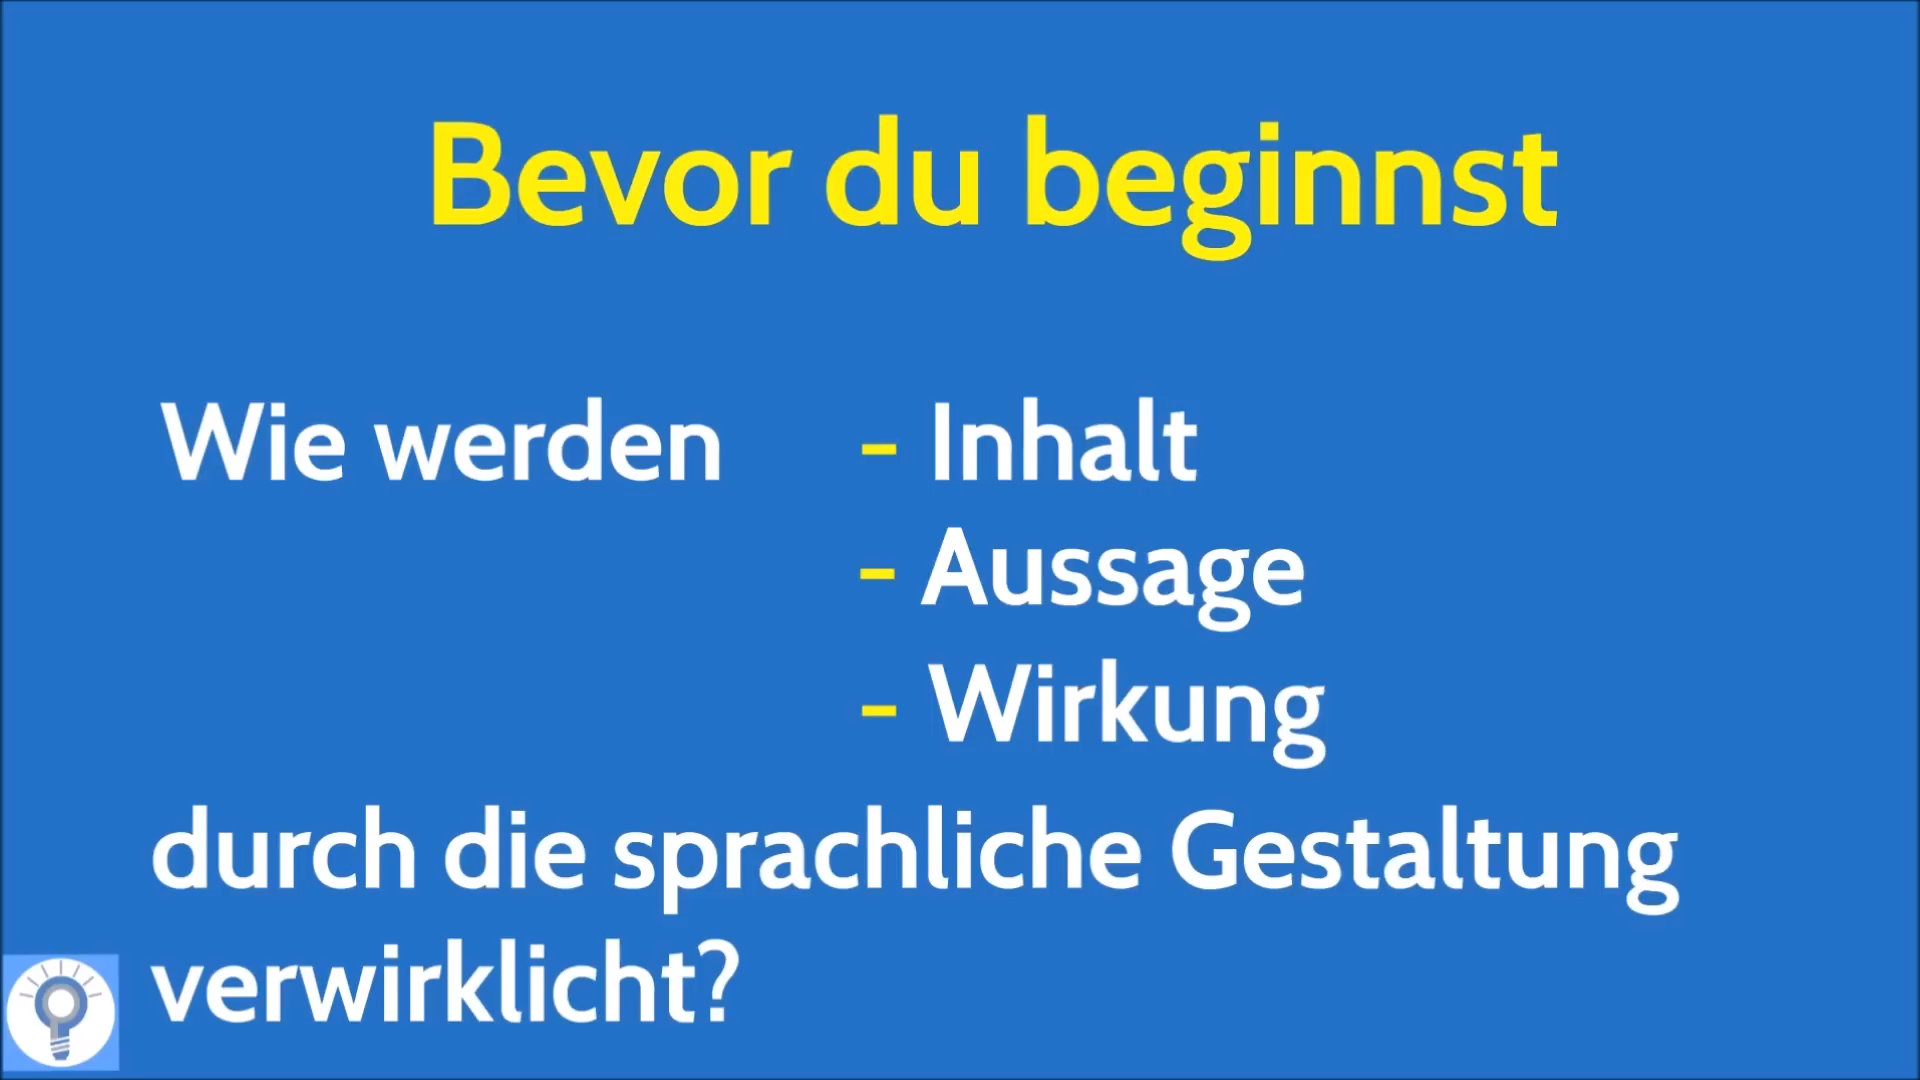 Bevor du beginnst
Wie werden - Inhalt
- Aussage
- Wirkung
durch die sprachliche Gestaltung
verwirklicht?